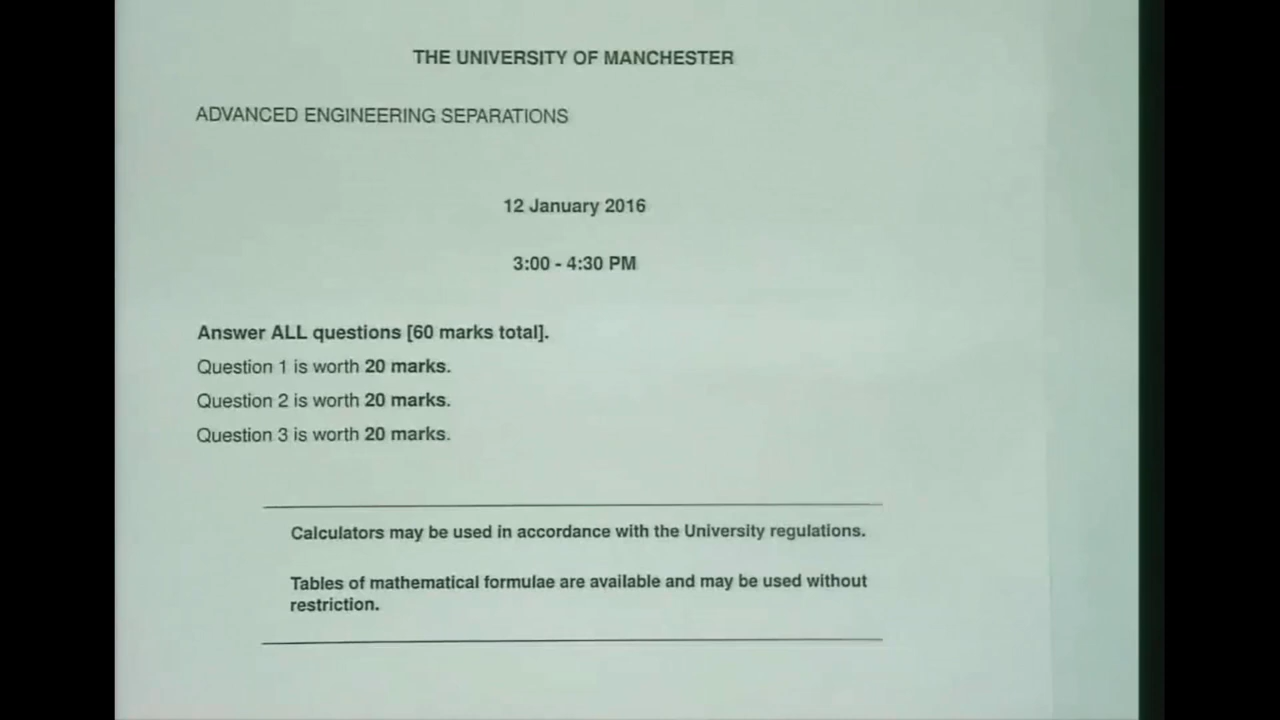 THE UNIVERSITY OF MANCHESTER
ADVANCED ENGINEERING SEPARATIONS
12 January 2016
3:00 - 4:30 PM
Answer ALL questions [60 marks total].
Question 1 is worth 20 marks.
Question 2 is worth 20 marks.
Question 3 is worth 20 marks.
Calculators may be used in accordance with the University regulations.
Tables of mathematical formulae are available and may be used without
restriction.